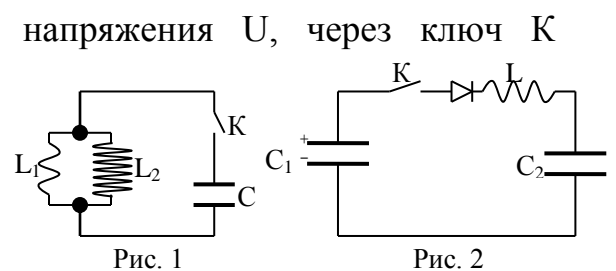 напряжения U, через ключ К
К L
К
+
L₁ L₂ C₁ − C₂
C
Рис. 1 Рис. 2